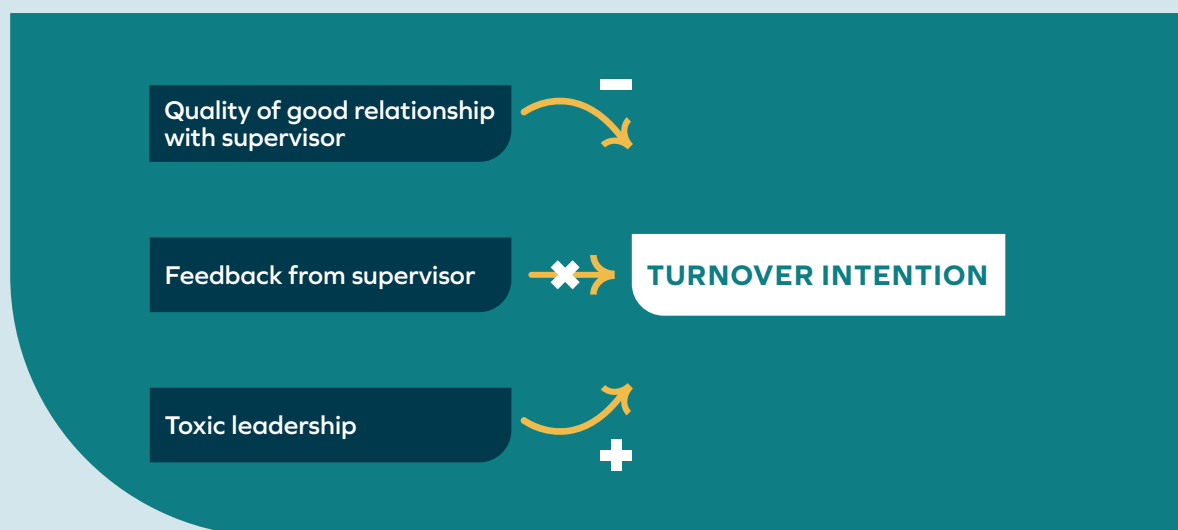 Quality of good relationship
with supervisor
Feedback from supervisor
TURNOVER INTENTION
Toxic leadership